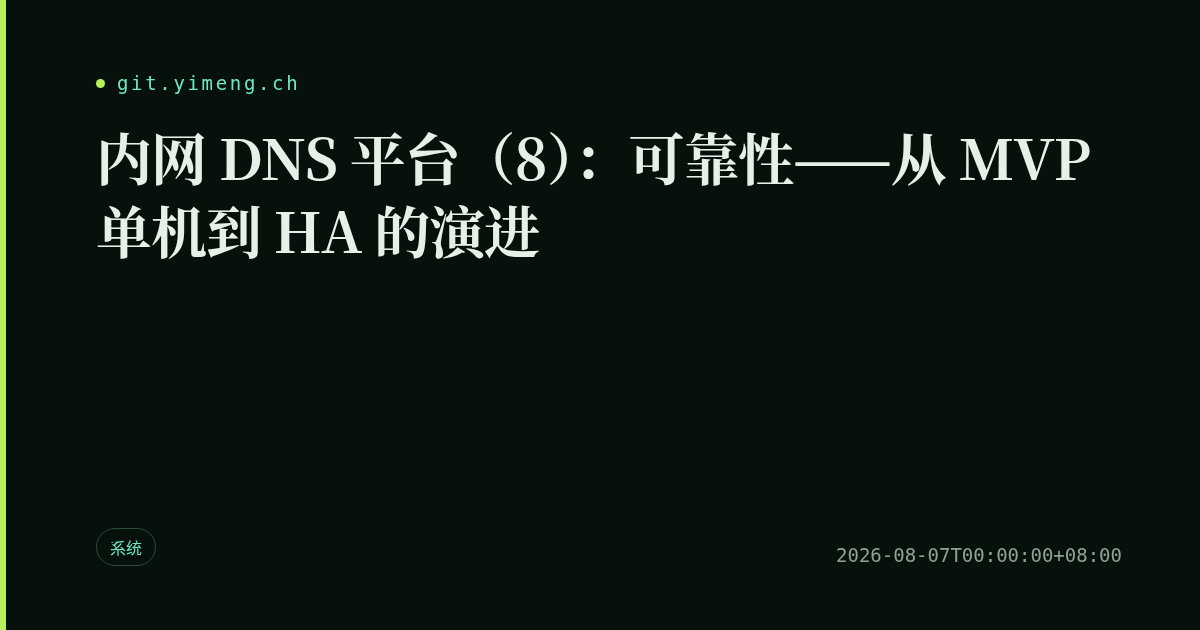 git.yimeng.ch
内网 DNS 平台（8）：可靠性——从 MVP
单机到 HA 的演进
系统
2026-08-07T00:00:00+08:00